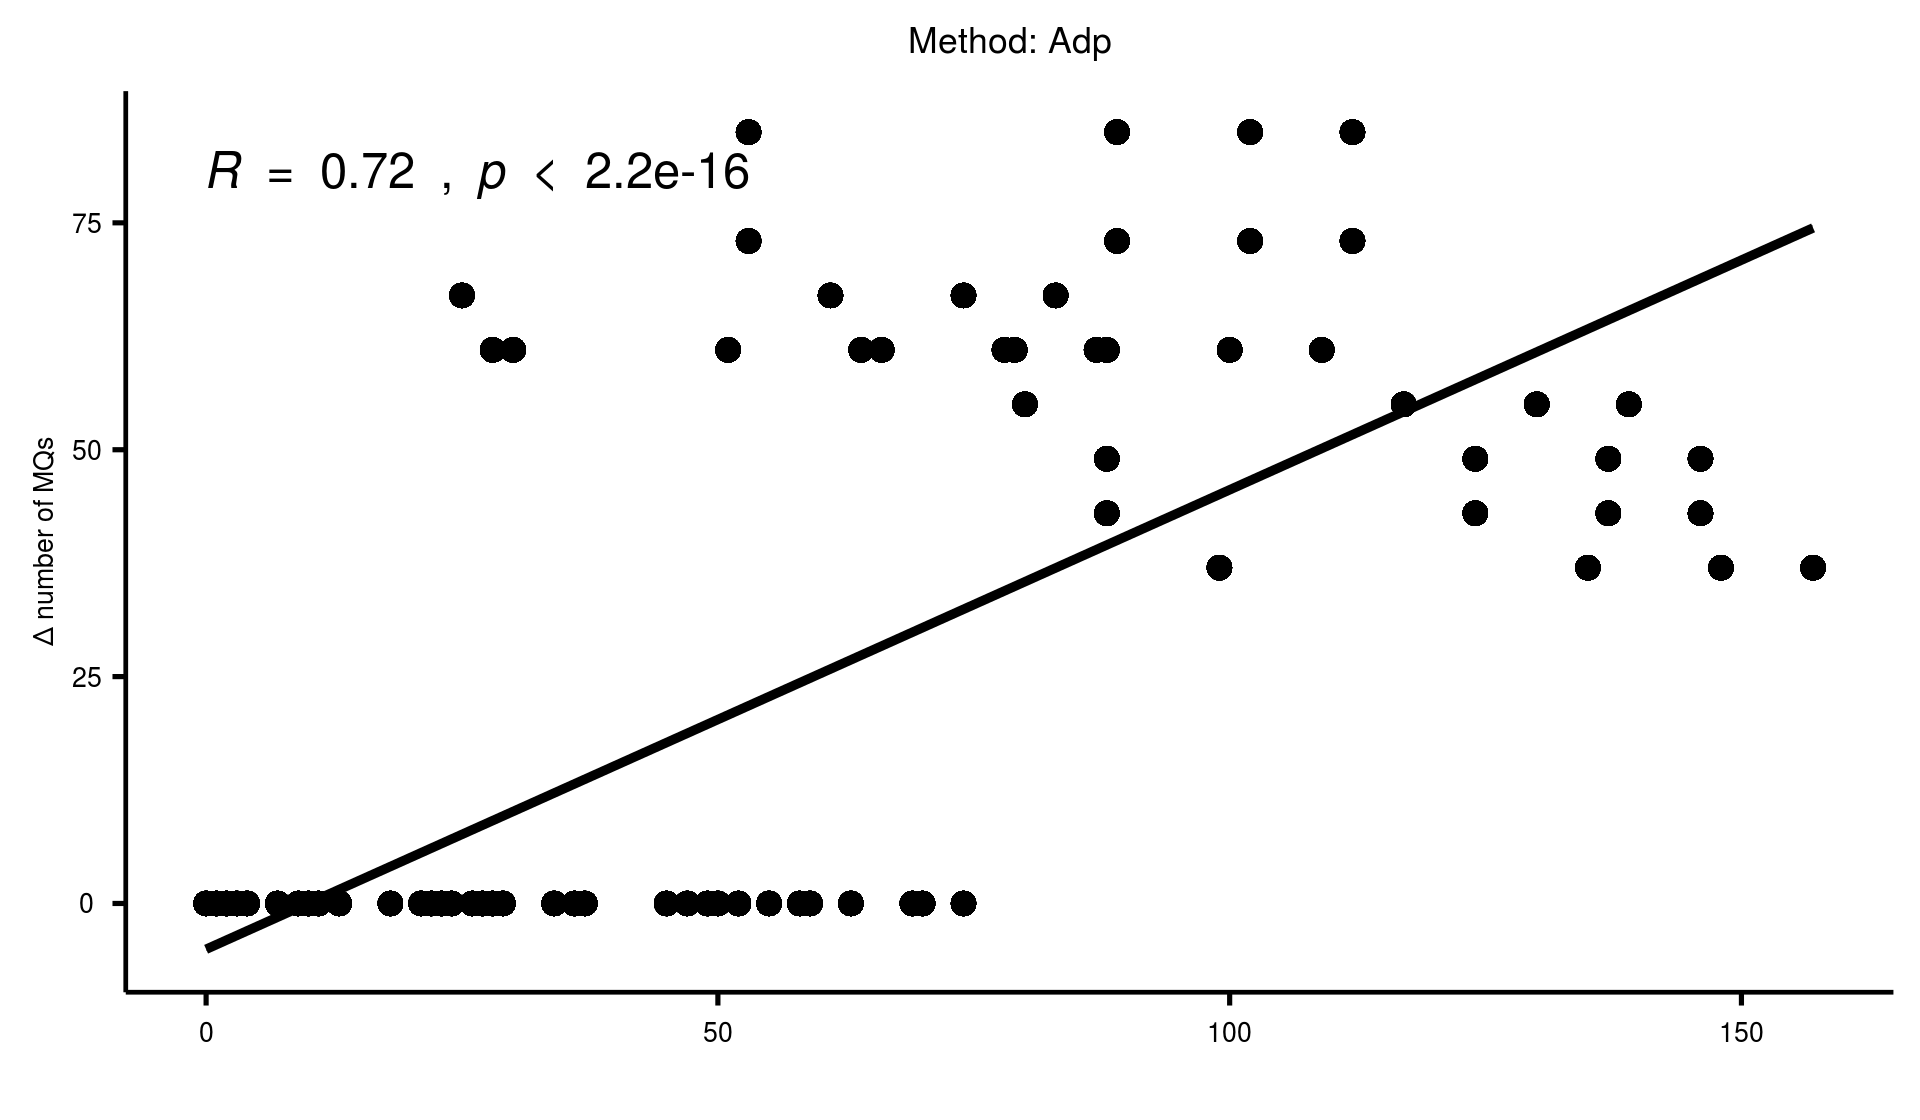 Method: Adp
R = 0.72 , p < 2.2e-16
Δ number of MQs
75
50
25
0
0 50 100 150